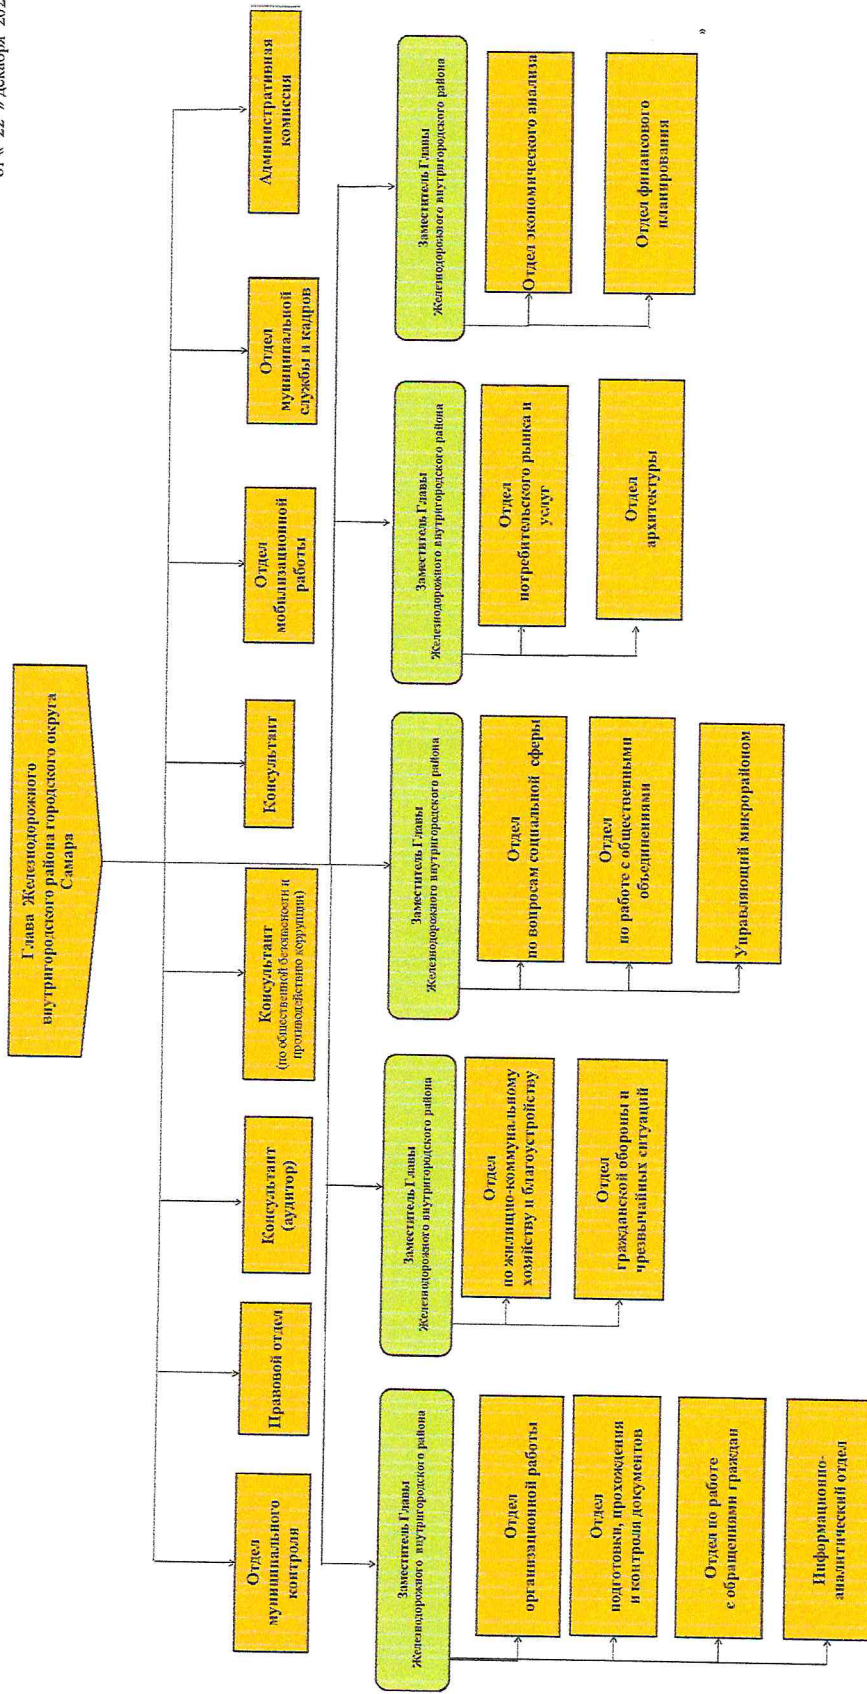 от « 22 » декабря 202
Глава Железнодорожного
внутригородского района городского округа
Самара
Отдел
муниципального
контроля
Правовой отдел
Консультант
(аудитор)
Консультант
(по общественной безопасности и
противодействию коррупции)
Консультант
Отдел
мобилизационной
работы
Отдел
муниципальной
службы и кадров
Административная
комиссия
Заместитель Главы
Железнодорожного внутригородского района
Отдел
организационной работы
Отдел
подготовки, прохождения
и контроля документов
Отдел по работе
с обращениями граждан
Информационно-
аналитический отдел
Заместитель Главы
Железнодорожного внутригородского района
Отдел
по жилищно-коммунальному
хозяйству и благоустройству
Отдел
гражданской обороны и
чрезвычайных ситуаций
Заместитель Главы
Железнодорожного внутригородского района
Отдел
по вопросам социальной сферы
Отдел
по работе с общественными
объединениями
Управляющий микрорайоном
Заместитель Главы
Железнодорожного внутригородского района
Отдел
потребительского рынка и
услуг
Отдел
архитектуры
Заместитель Главы
Железнодорожного внутригородского района
Отдел экономического анализа
Отдел финансового
планирования
»